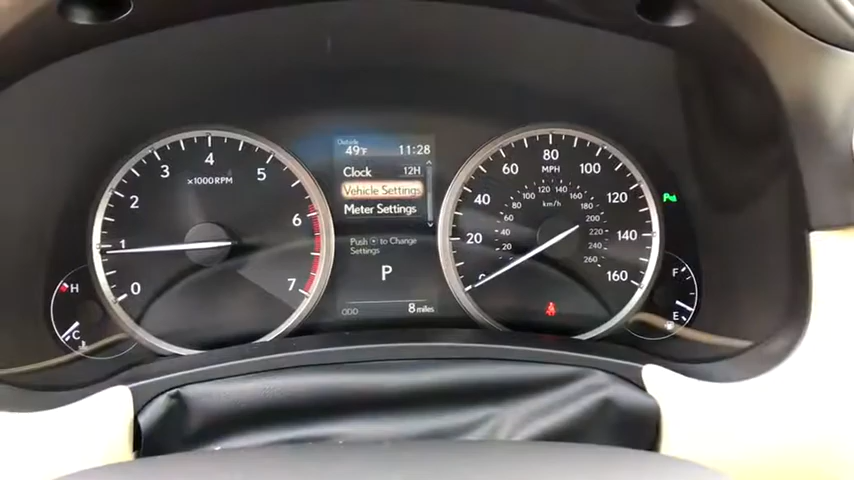 0
1
2
3
4
5
6
7
×1000RPM
H
C
Outside
49°F
11:28
Clock
12H
Vehicle Settings
Meter Settings
Push to Change
Settings
P
ODO
8 miles
20
40
60
80
100
120
140
160
MPH
km/h
20
40
60
80
100
120
140
160
180
200
220
240
260
P
F
E